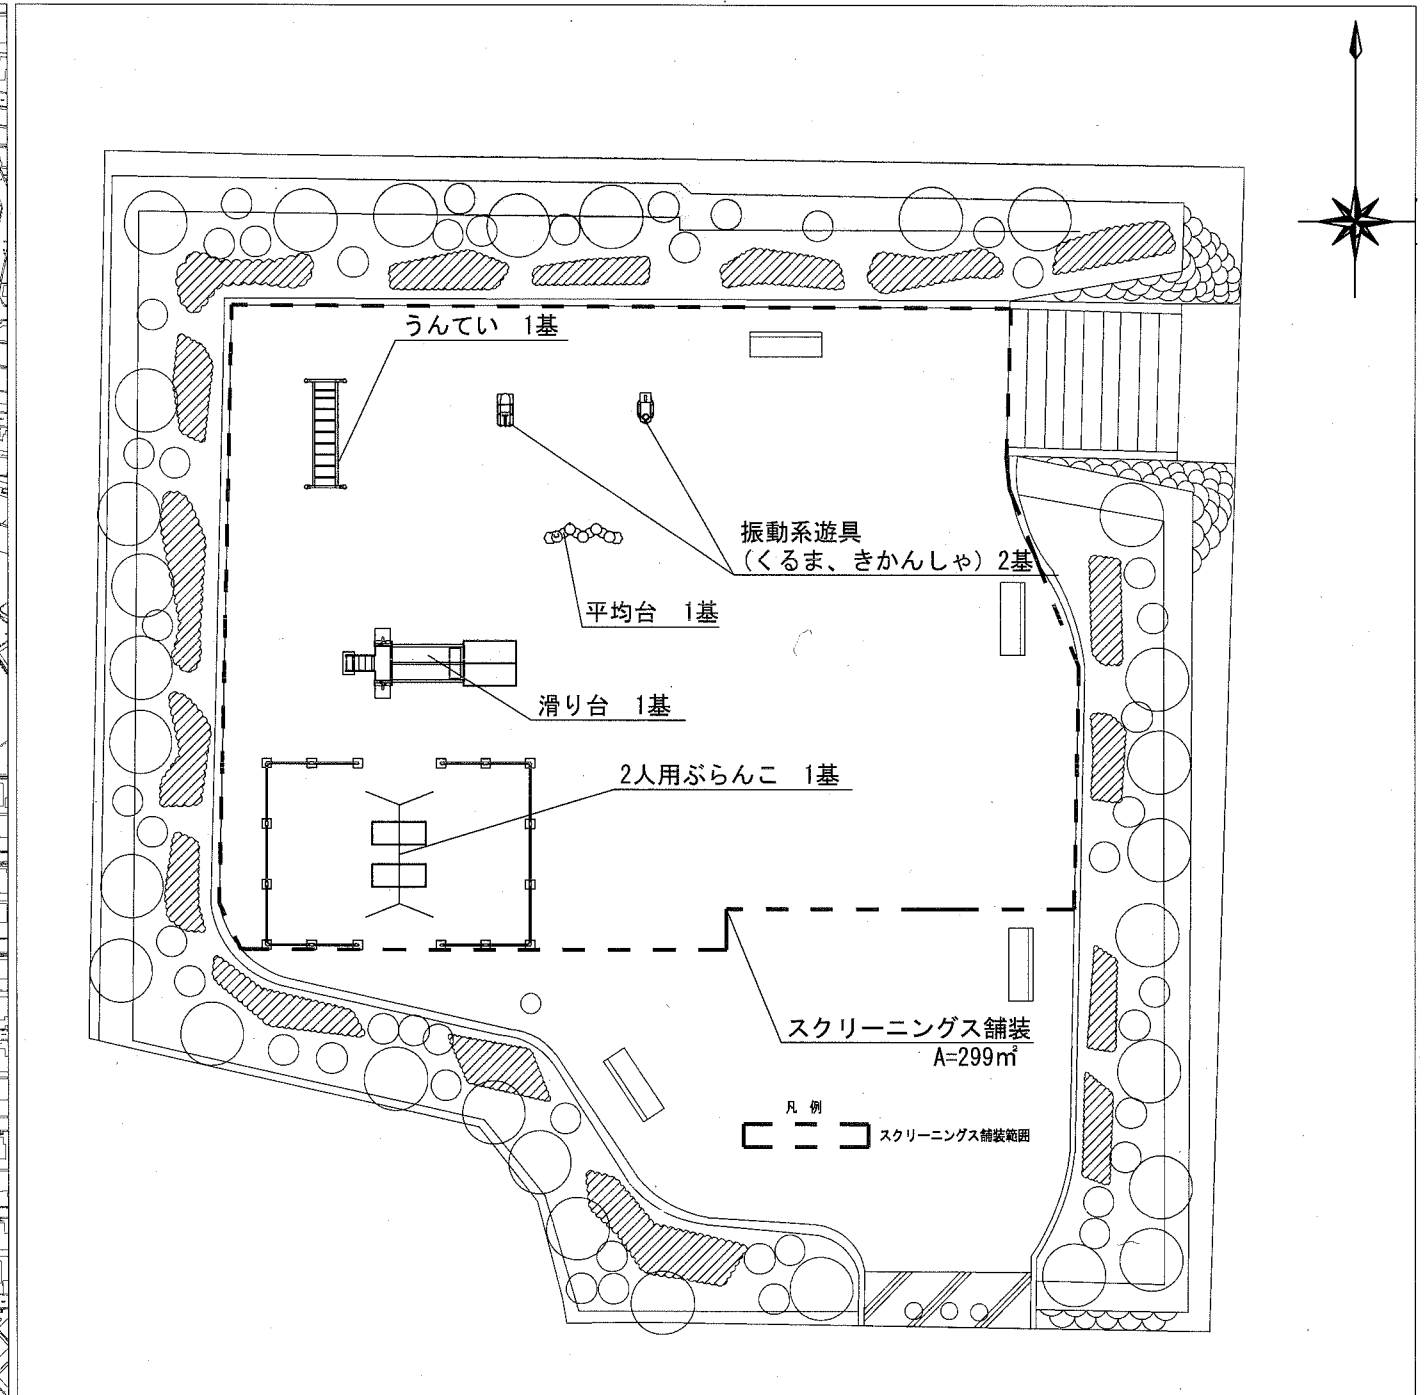 うんてい 1基
振動系遊具
(くるま、きかんしゃ) 2基
平均台 1基
滑り台 1基
2人用ぶらんこ 1基
スクリーニングス舗装
A=299㎡
凡 例
スクリーニングス舗装範囲